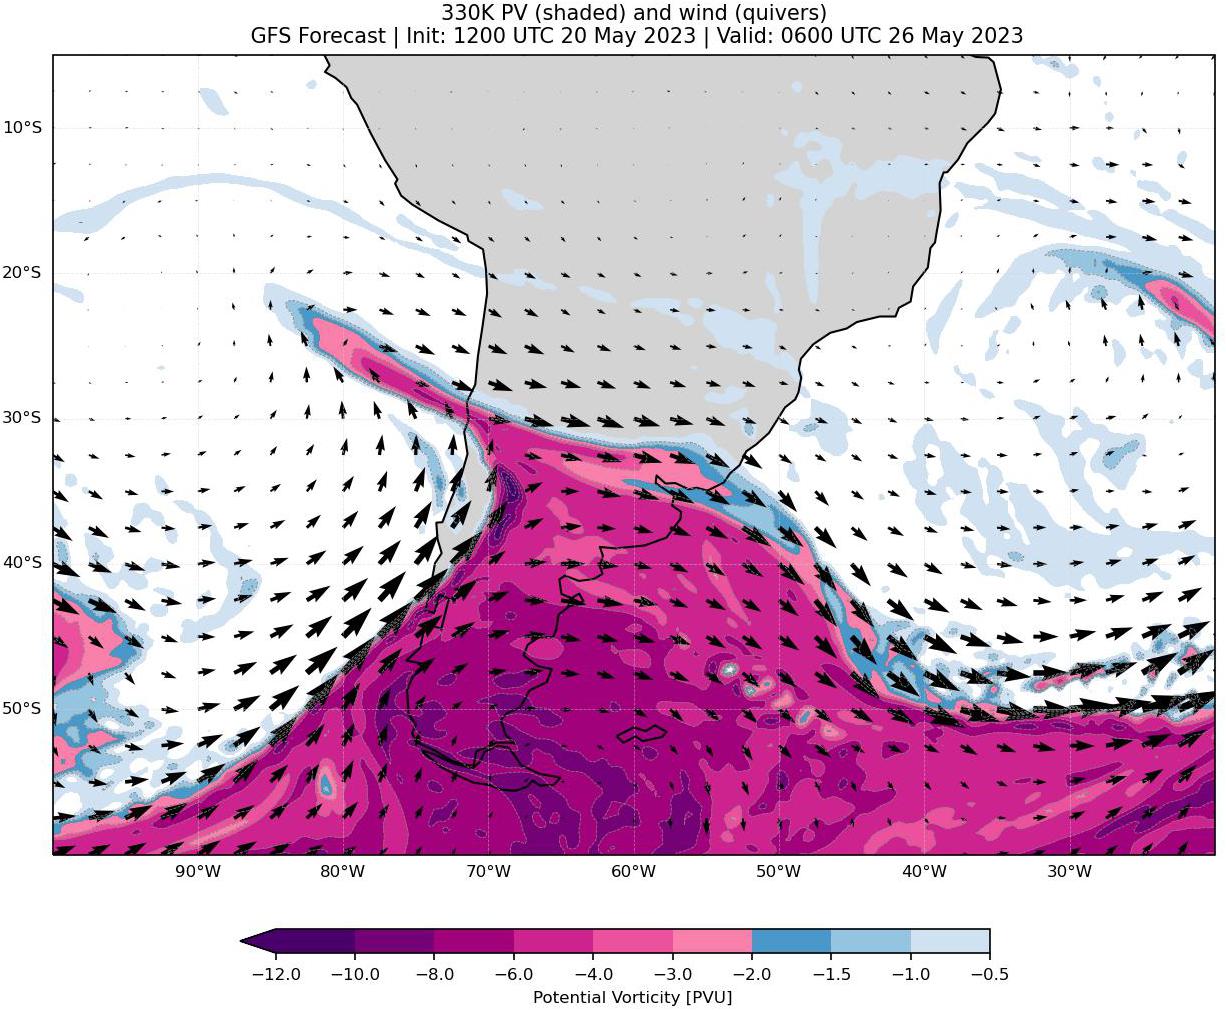 330K PV (shaded) and wind (quivers)
GFS Forecast | Init: 1200 UTC 20 May 2023 | Valid: 0600 UTC 26 May 2023
10°S
20°S
30°S
40°S
50°S
90°W 80°W 70°W 60°W 50°W 40°W 30°W
−12.0 −10.0 −8.0 −6.0 −4.0 −3.0 −2.0 −1.5 −1.0 −0.5
Potential Vorticity [PVU]